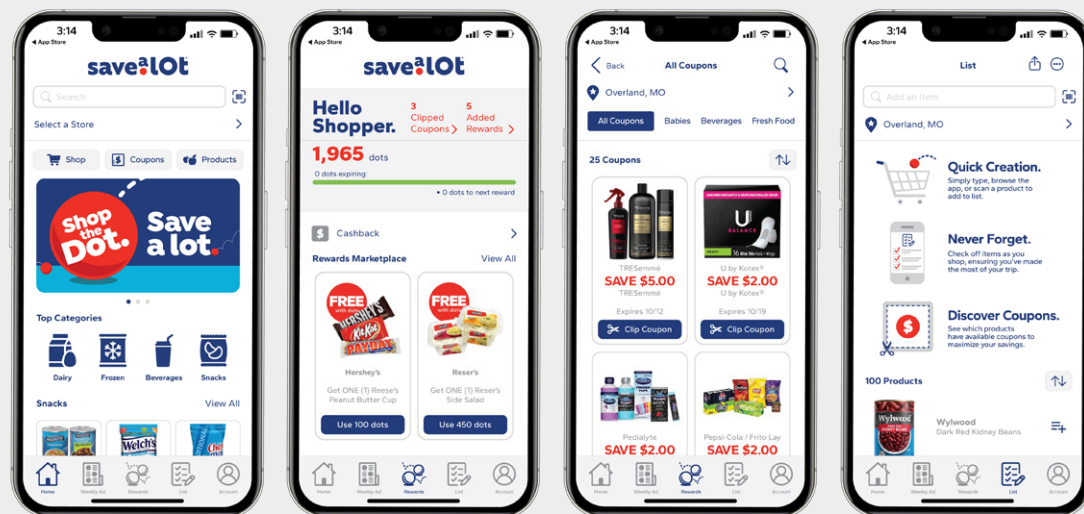 3:14
App Store
save a lot
Search
Select a Store
Shop
Coupons
Products
Shop
the
Dot.
Save
a lot.
Top Categories
Dairy
Frozen
Beverages
Snacks
Snacks
View All
Welch's
Home
Weekly Ad
Rewards
List
Account
3:14
App Store
save a lot
Hello
Shopper.
3
Clipped
Coupons
5
Added
Rewards
1,965 dots
0 dots expiring:
• 0 dots to next reward
Cashback
Rewards Marketplace
View All
FREE
with dots
HERSHEY'S
KitKat
PAYDAY
Hershey's
Get ONE (1) Reese's
Peanut Butter Cup
Use 100 dots
FREE
with dots
Reser's
Get ONE (1) Reser's
Side Salad
Use 450 dots
Home
Weekly Ad
Rewards
List
Account
3:14
App Store
Back
All Coupons
Overland, MO
All Coupons
Babies
Beverages
Fresh Food
25 Coupons
TRESemmé
SAVE $5.00
TRESemmé
Expires 10/12
Clip Coupon
U
BALANCE
U by Kotex®
SAVE $2.00
U by Kotex®
Expires 10/19
Clip Coupon
Pedialyte
SAVE $2.00
Pepsi-Cola / Frito Lay
SAVE $2.00
Home
Weekly Ad
Rewards
List
Account
3:14
App Store
List
Add an Item
Overland, MO
Quick Creation.
Simply type, browse the
app, or scan a product to
add to list.
Never Forget.
Check off items as you
shop, ensuring you've made
the most of your trip.
Discover Coupons.
See which products
have available coupons to
maximize your savings.
100 Products
Wylwood
Wylwood
Dark Red Kidney Beans
Home
Weekly Ad
Rewards
List
Account